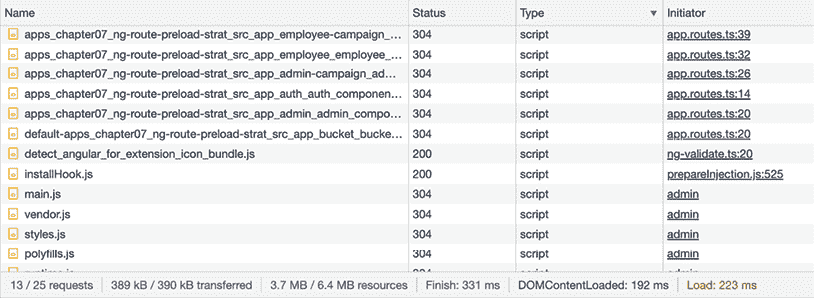 Name Status Type Initiator
apps_chapter07_ng-route-preload-strat_src_app_employee-campaign_… 304 script app.routes.ts:39
apps_chapter07_ng-route-preload-strat_src_app_employee_employee_… 304 script app.routes.ts:32
apps_chapter07_ng-route-preload-strat_src_app_admin-campaign_ad… 304 script app.routes.ts:26
apps_chapter07_ng-route-preload-strat_src_app_auth_auth_componen… 304 script app.routes.ts:14
apps_chapter07_ng-route-preload-strat_src_app_admin_admin_compo… 304 script app.routes.ts:20
default-apps_chapter07_ng-route-preload-strat_src_app_bucket_bucke… 304 script app.routes.ts:20
detect_angular_for_extension_icon_bundle.js 200 script ng-validate.ts:20
installHook.js 200 script prepareInjection.js:525
main.js 304 script admin
vendor.js 304 script admin
styles.js 304 script admin
polyfills.js 304 script admin
13 / 25 requests 389 kB / 390 kB transferred 3.7 MB / 6.4 MB resources Finish: 331 ms DOMContentLoaded: 192 ms Load: 223 ms